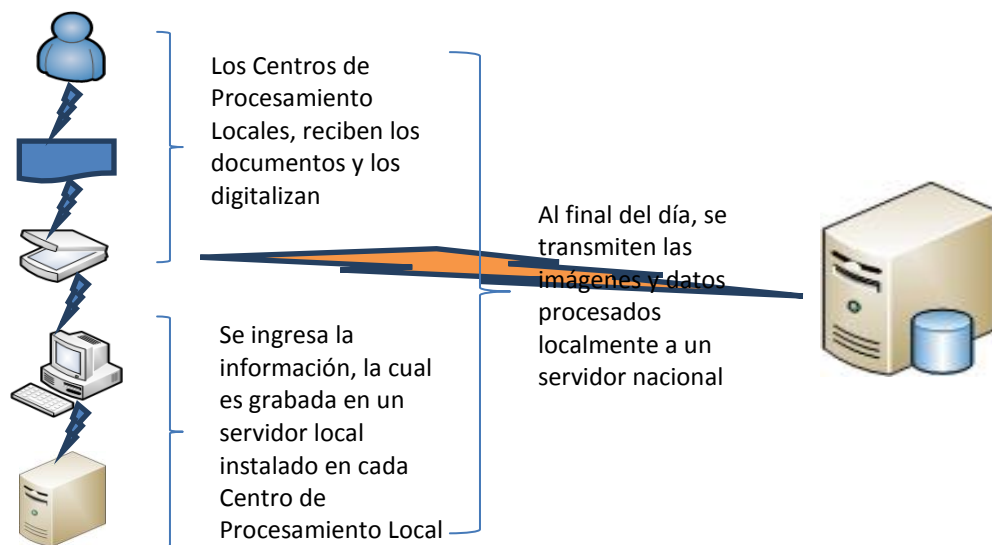 Los Centros de
Procesamiento
Locales, reciben los
documentos y los
digitalizan
Se ingresa la
información, la cual
es grabada en un
servidor local
instalado en cada
Centro de
Procesamiento Local
Al final del día, se
transmiten las
imágenes y datos
procesados
localmente a un
servidor nacional